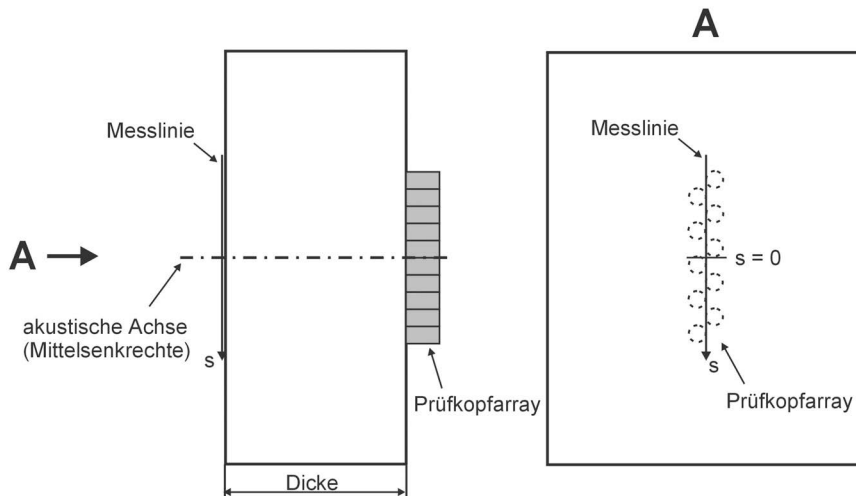 A
Messlinie
A
akustische Achse
(Mittelsenkrechte)
s
Prüfkopfarray
Dicke
Messlinie
s = 0
s
Prüfkopfarray